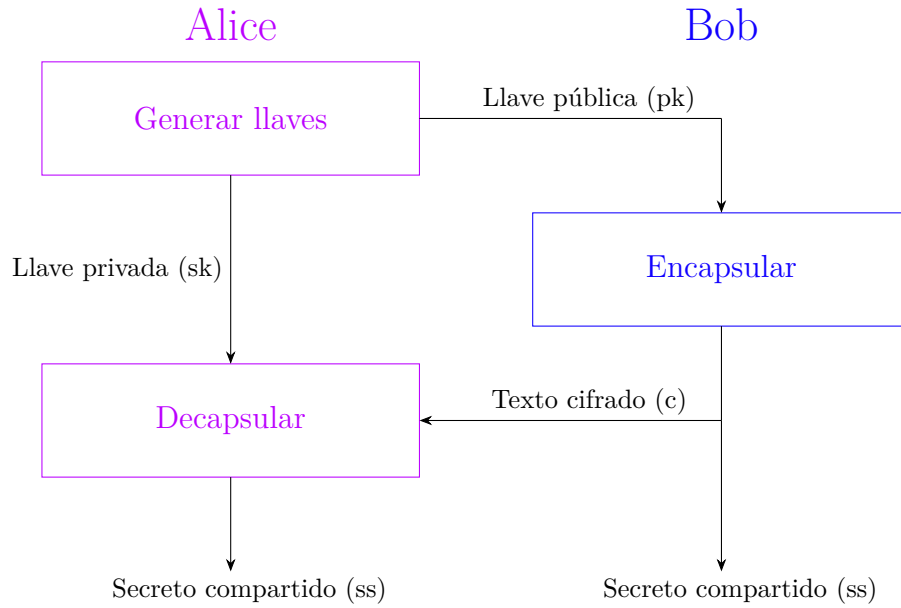 Alice
Bob
Generar llaves
Llave pública (pk)
Encapsular
Llave privada (sk)
Decapsular
Texto cifrado (c)
Secreto compartido (ss)
Secreto compartido (ss)